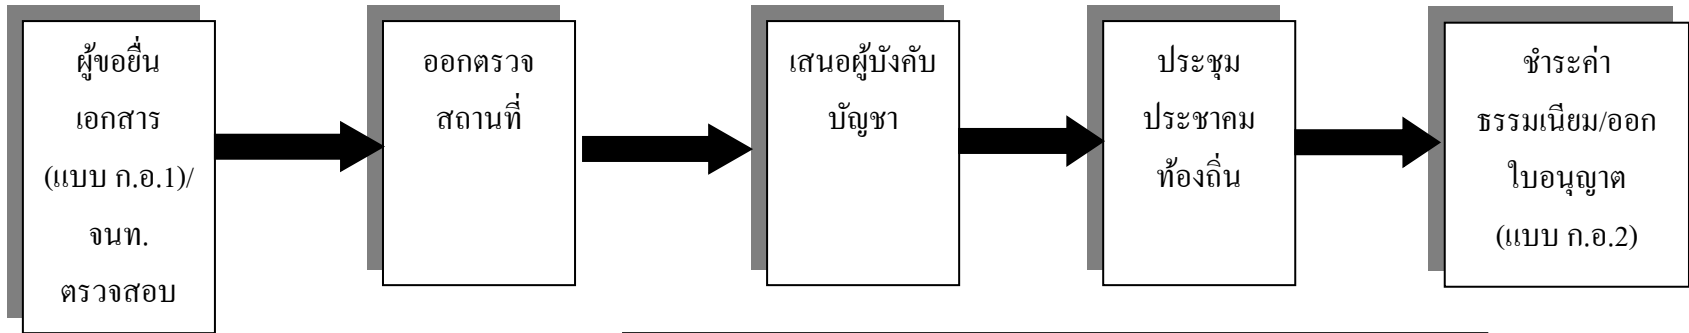 ผู้ขอยื่น
เอกสาร
(แบบ ก.อ.1)/
จนท.
ตรวจสอบ
ออกตรวจ
สถานที่
เสนอผู้บังคับ
บัญชา
ประชุม
ประชาคม
ท้องถิ่น
ชำระค่า
ธรรมเนียม/ออก
ใบอนุญาต
(แบบ ก.อ.2)